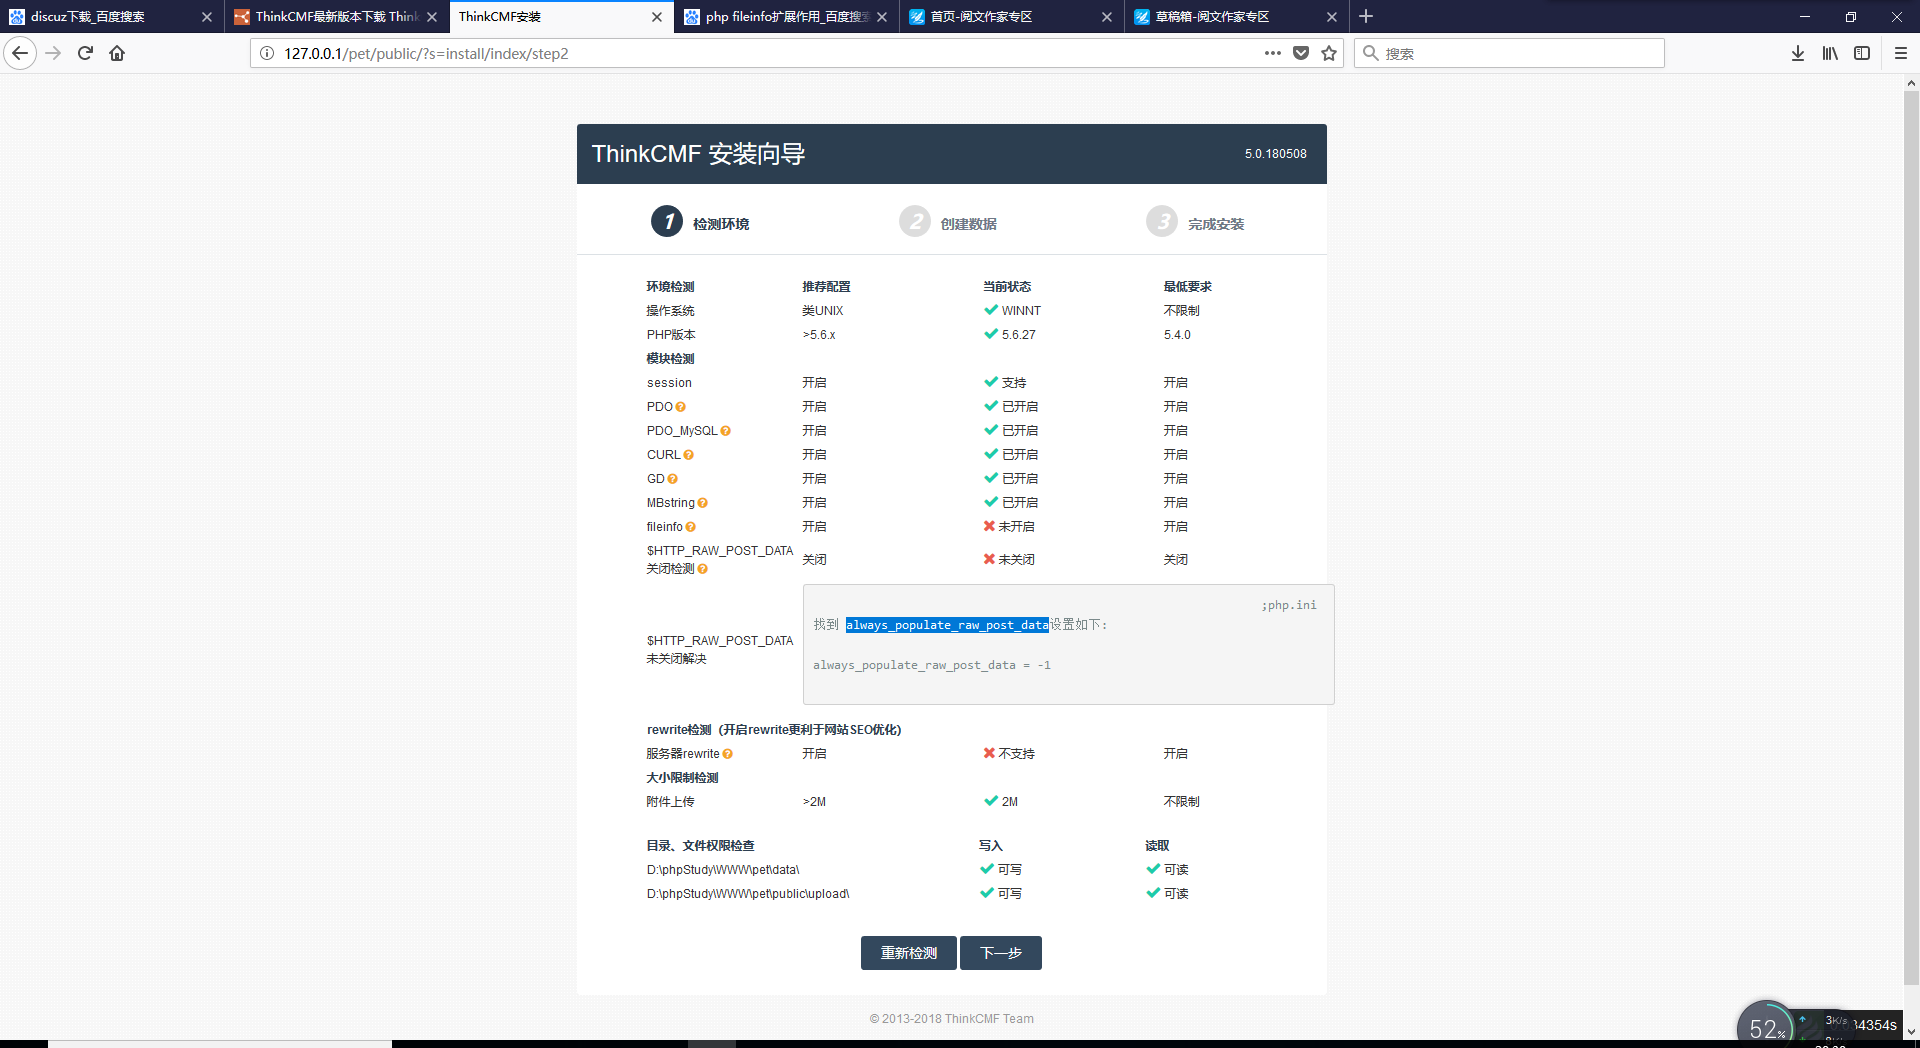 discuz下载_百度搜索
ThinkCMF最新版本下载 Think
ThinkCMF安装
php fileinfo扩展作用_百度搜索
首页-阅文作家专区
草稿箱-阅文作家专区
127.0.0.1/pet/public/?s=install/index/step2
搜索
ThinkCMF 安装向导
5.0.180508
1 检测环境
2 创建数据
3 完成安装
环境检测 推荐配置 当前状态 最低要求
操作系统 类UNIX WINNT 不限制
PHP版本 >5.6.x 5.6.27 5.4.0
模块检测
session 开启 支持 开启
PDO 开启 已开启 开启
PDO_MySQL 开启 已开启 开启
CURL 开启 已开启 开启
GD 开启 已开启 开启
MBstring 开启 已开启 开启
fileinfo 开启 未开启 开启
$HTTP_RAW_POST_DATA
关闭检测 关闭 未关闭 关闭
;php.ini
找到 always_populate_raw_post_data设置如下:
$HTTP_RAW_POST_DATA
未关闭解决
always_populate_raw_post_data = -1
rewrite检测（开启rewrite更利于网站SEO优化）
服务器rewrite 开启 不支持 开启
大小限制检测
附件上传 >2M 2M 不限制
目录、文件权限检查 写入 读取
D:\phpStudy\WWW\pet\data\ 可写 可读
D:\phpStudy\WWW\pet\public\upload\ 可写 可读
重新检测 下一步
© 2013-2018 ThinkCMF Team
52%
3K/s
34354s